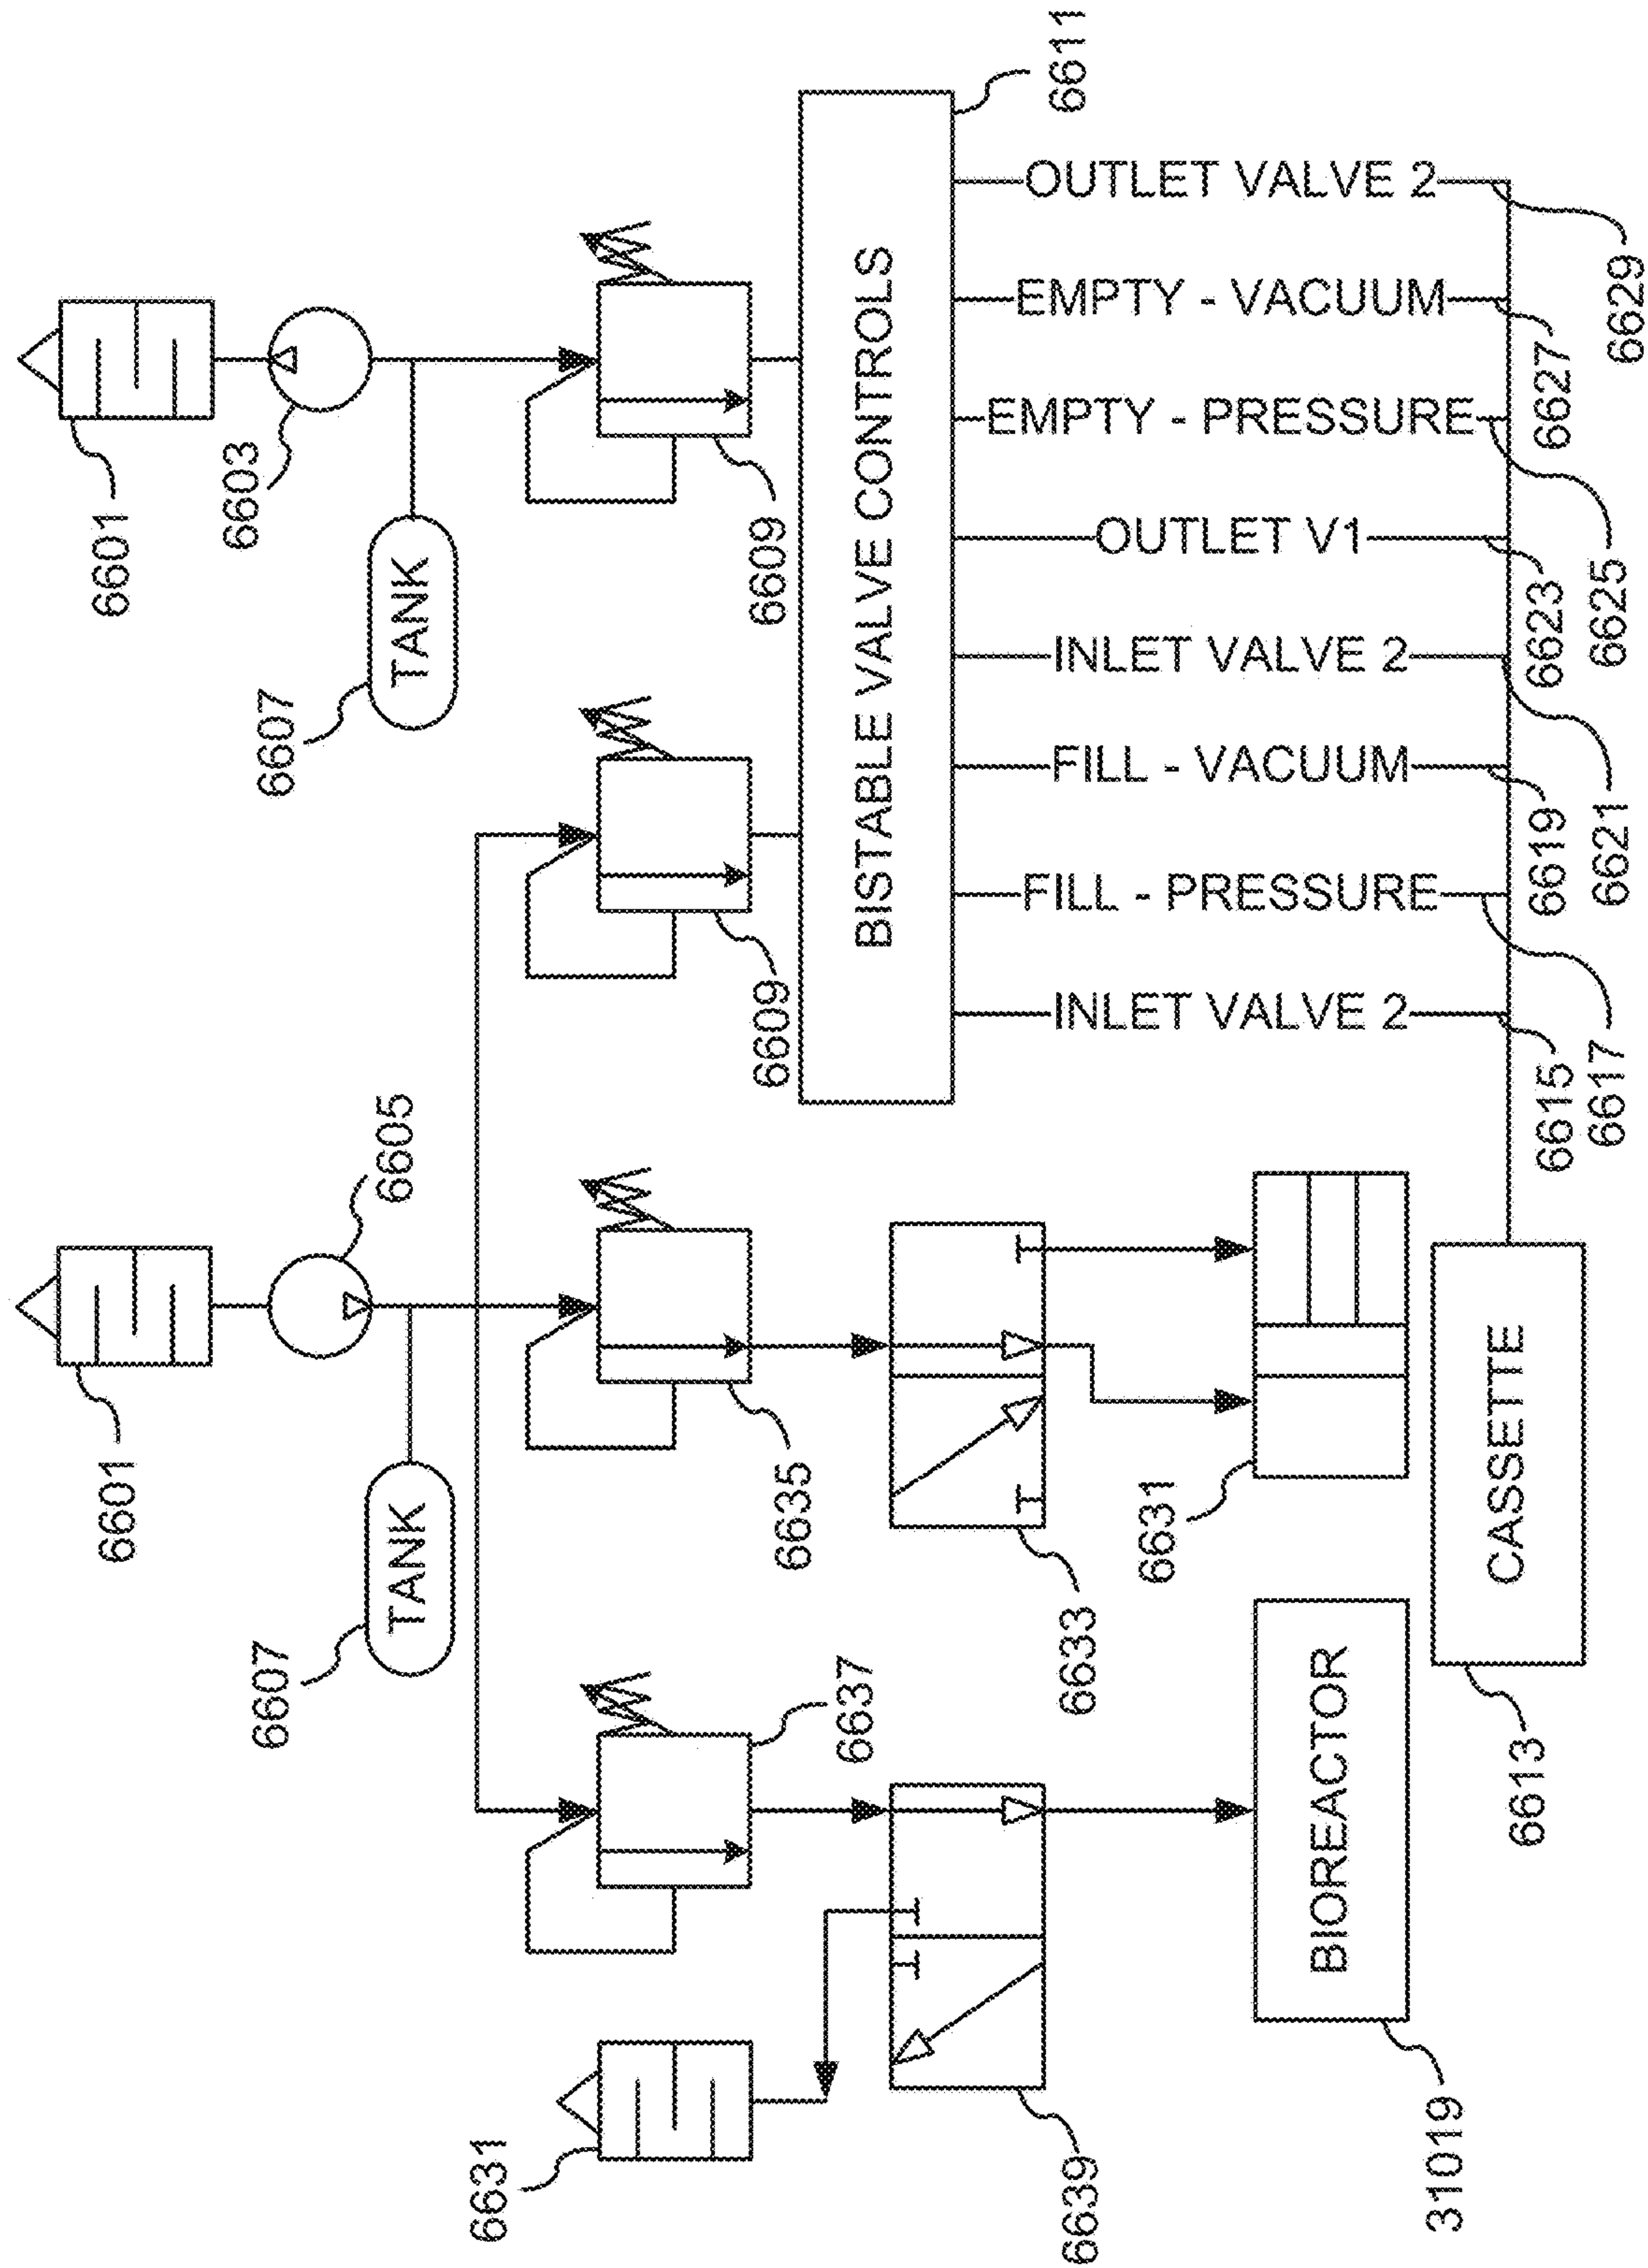 6601
6603
TANK
6607
6609
6609
BISTABLE VALVE CONTROLS
6611
OUTLET VALVE 2
6629
EMPTY - VACUUM
6627
EMPTY - PRESSURE
6625
OUTLET V1
6623
INLET VALVE 2
6621
FILL - VACUUM
6619
FILL - PRESSURE
6617
INLET VALVE 2
6615
6601
6605
TANK
6607
6635
6633
6631
CASSETTE
6613
6637
6631
6639
BIOREACTOR
31019